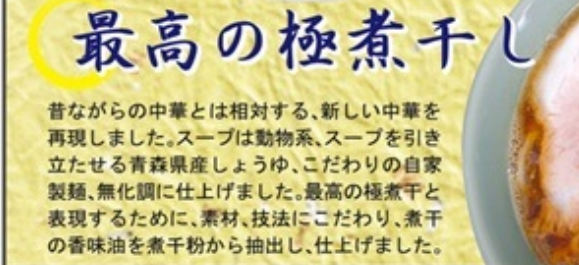 最高の極煮干し
昔ながらの中華とは相対する、新しい中華を
再現しました。スープは動物系、スープを引き
立たせる青森県産しょうゆ、こだわりの自家
製麺、無化調に仕上げました。最高の極煮干と
表現するために、素材、技法にこだわり、煮干
の香味油を煮干粉から抽出し、仕上げました。